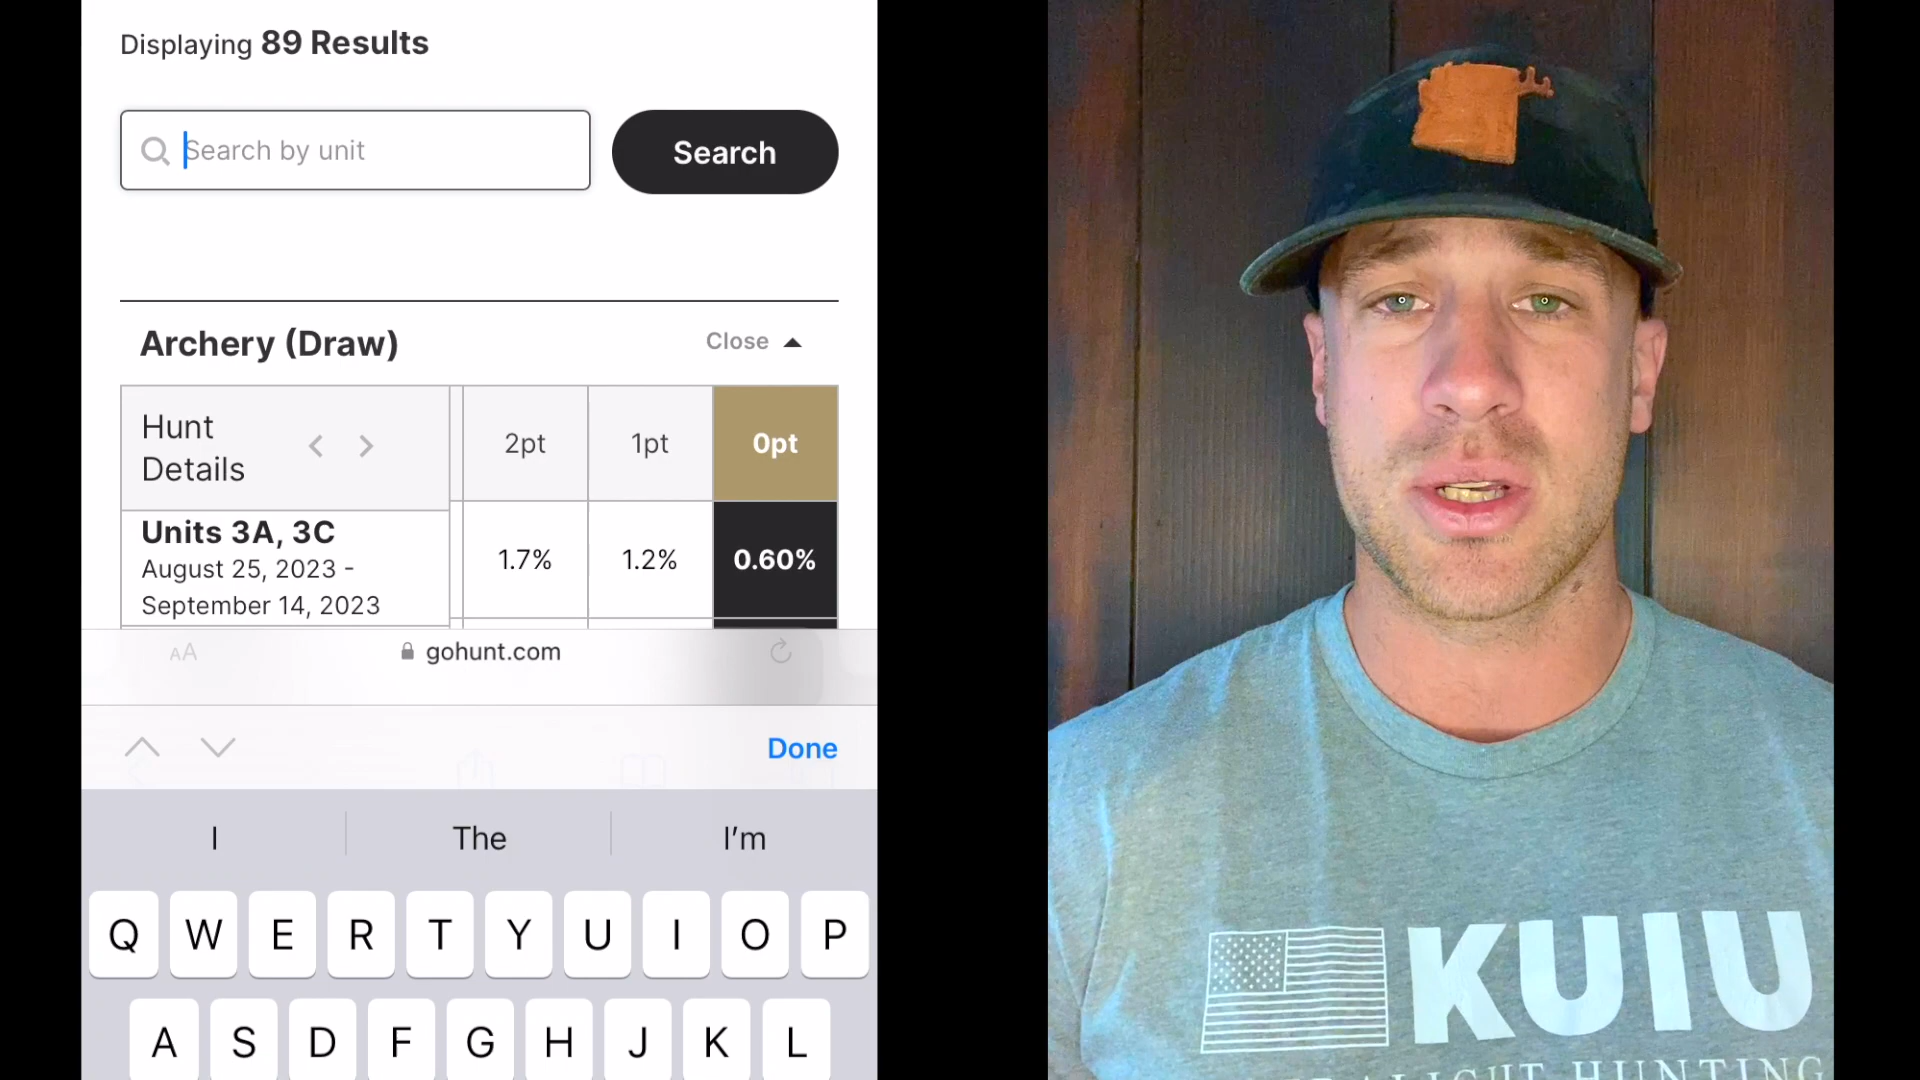 Displaying 89 Results
Search by unit
Search
Archery (Draw)
Close
Hunt
Details
2pt
1pt
0pt
Units 3A, 3C
August 25, 2023 -
September 14, 2023
1.7%
1.2%
0.60%
AA
gohunt.com
Done
I
The
I'm
Q W E R T Y U I O P
A S D F G H J K L
KUIU
HUNTING